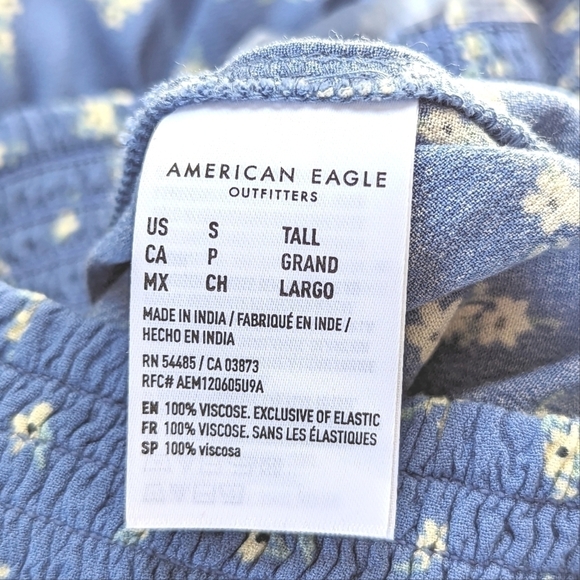 AMERICAN EAGLE
OUTFITTERS
US S TALL
CA P GRAND
MX CH LARGO
MADE IN INDIA / FABRIQUÉ EN INDE /
HECHO EN INDIA
RN 54485 / CA 03873
RFC# AEM120605U9A
EN 100% VISCOSE. EXCLUSIVE OF ELASTIC
FR 100% VISCOSE. SANS LES ÉLASTIQUES
SP 100% viscosa